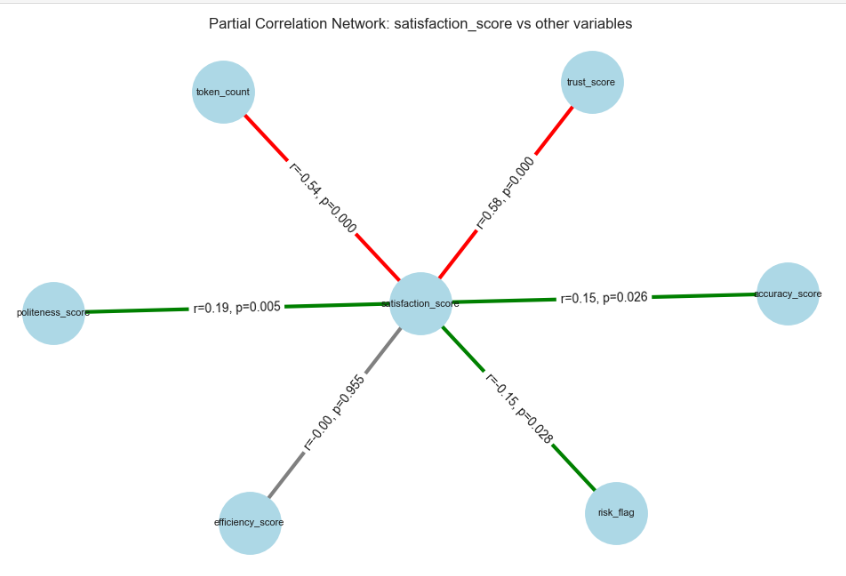 Partial Correlation Network: satisfaction_score vs other variables
token_count
trust_score
r=-0.54, p=0.000
r=0.58, p=0.000
politeness_score
r=0.19, p=0.005
satisfaction_score
r=0.15, p=0.026
accuracy_score
r=-0.00, p=0.955
r=-0.15, p=0.028
efficiency_score
risk_flag